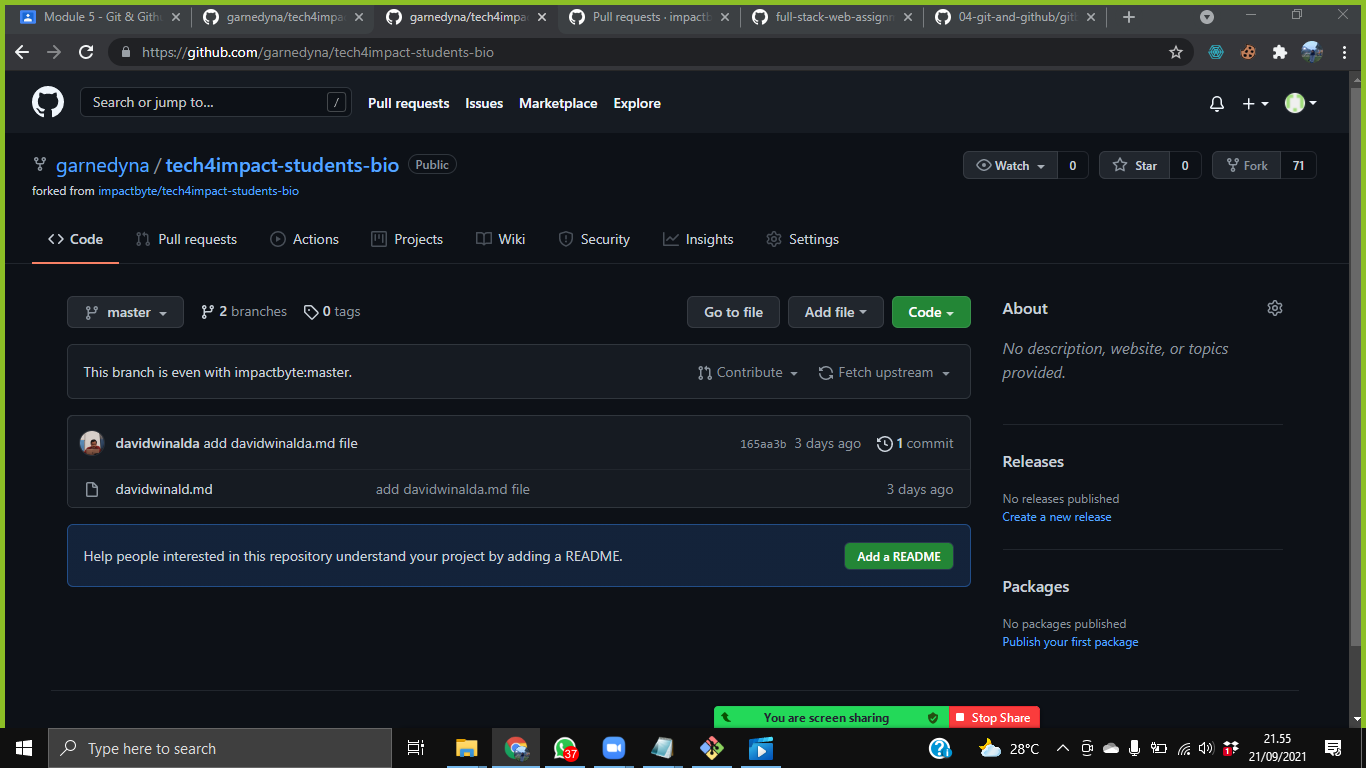 Module 5 - Git & Gith
garnedyna/tech4impa
garnedyna/tech4impa
Pull requests · impactb
full-stack-web-assignm
04-git-and-github/git
https://github.com/garnedyna/tech4impact-students-bio
Search or jump to... /
Pull requests Issues Marketplace Explore
garnedyna / tech4impact-students-bio Public
Watch 0 Star 0 Fork 71
forked from impactbyte/tech4impact-students-bio
Code Pull requests Actions Projects Wiki Security Insights Settings
master 2 branches 0 tags Go to file Add file Code
This branch is even with impactbyte:master. Contribute Fetch upstream
davidwinalda add davidwinalda.md file 165aa3b 3 days ago 1 commit
davidwinald.md add davidwinalda.md file 3 days ago
Help people interested in this repository understand your project by adding a README. Add a README
About
No description, website, or topics
provided.
Releases
No releases published
Create a new release
Packages
No packages published
Publish your first package
You are screen sharing Stop Share
Type here to search
37
28°C
1
21.55
21/09/2021